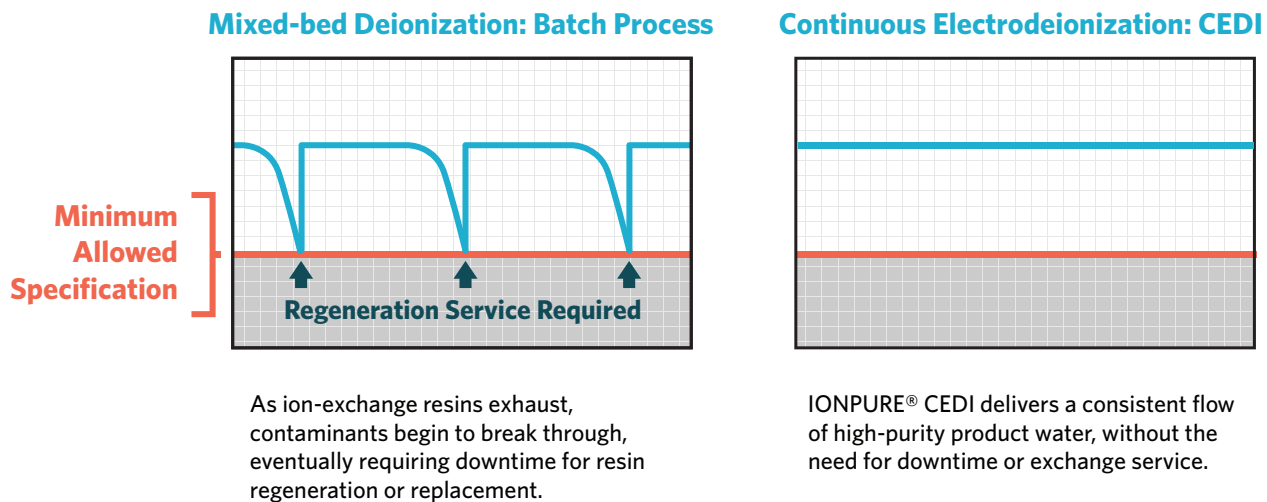 Mixed-bed Deionization: Batch Process
Continuous Electrodeionization: CEDI
Minimum
Allowed
Specification
Regeneration Service Required
As ion-exchange resins exhaust,
contaminants begin to break through,
eventually requiring downtime for resin
regeneration or replacement.
IONPURE® CEDI delivers a consistent flow
of high-purity product water, without the
need for downtime or exchange service.